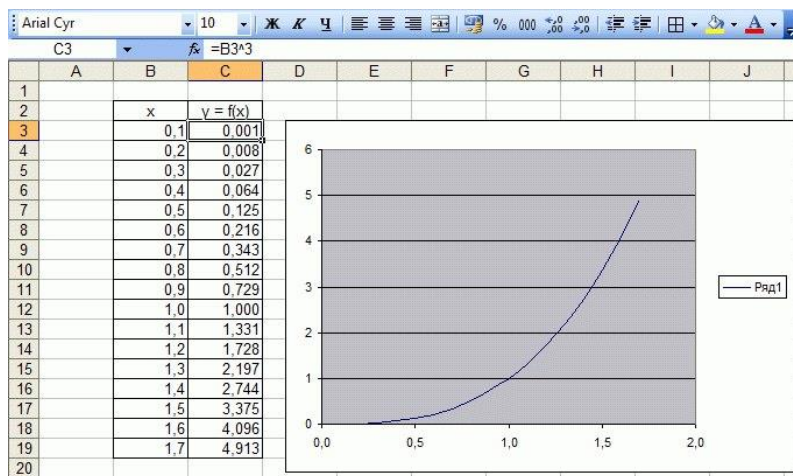 Arial Cyr 10 Ж К Ч % 000 ,00 ,00 А
C3 fx =B3^3
A B C D E F G H I J
1
2 x y = f(x)
3 0,1 0,001
4 0,2 0,008
5 0,3 0,027
6 0,4 0,064
7 0,5 0,125
8 0,6 0,216
9 0,7 0,343
10 0,8 0,512
11 0,9 0,729
12 1,0 1,000
13 1,1 1,331
14 1,2 1,728
15 1,3 2,197
16 1,4 2,744
17 1,5 3,375
18 1,6 4,096
19 1,7 4,913
20
6
5
4
3
2
1
0
0,0 0,5 1,0 1,5 2,0
Ряд1